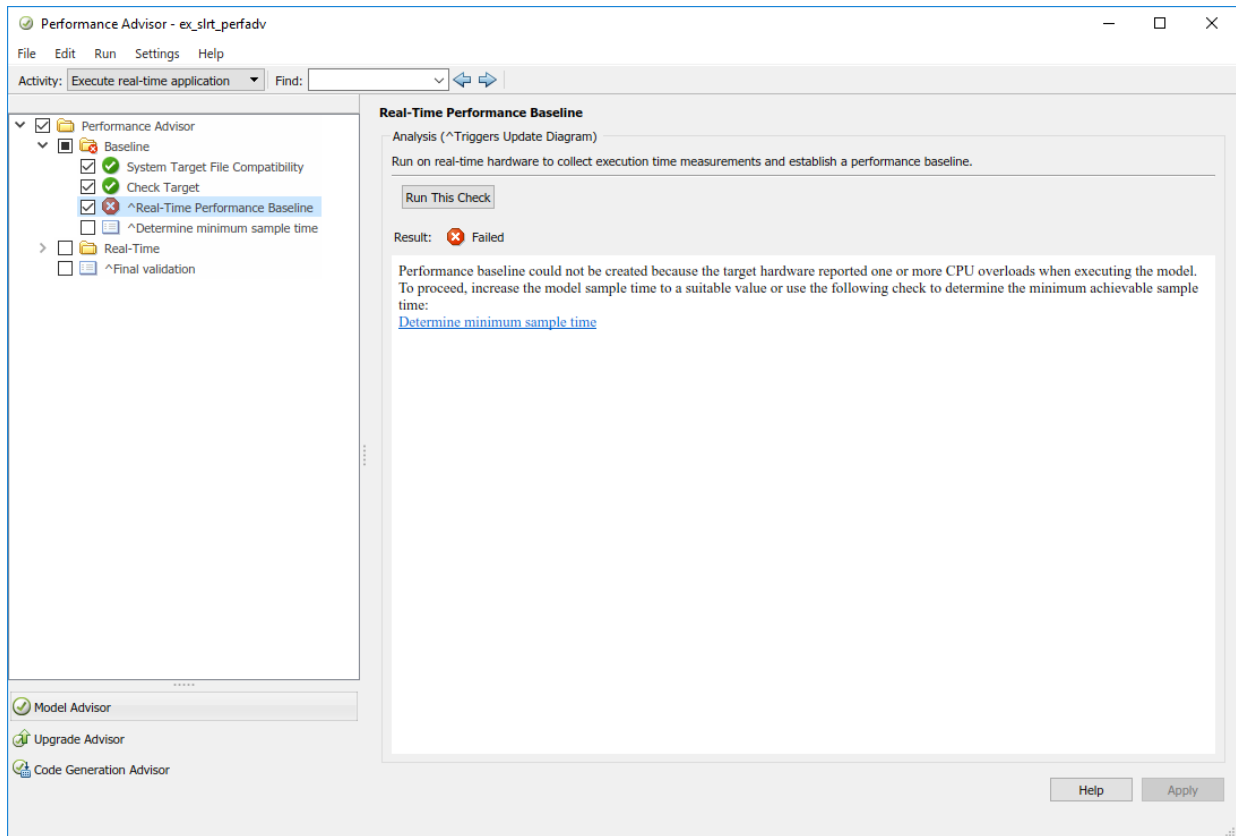 Performance Advisor - ex_slrt_perfadv
File Edit Run Settings Help
Activity: Execute real-time application Find:
Performance Advisor
Baseline
System Target File Compatibility
Check Target
^Real-Time Performance Baseline
^Determine minimum sample time
Real-Time
^Final validation
Model Advisor
Upgrade Advisor
Code Generation Advisor
Real-Time Performance Baseline
Analysis (^Triggers Update Diagram)
Run on real-time hardware to collect execution time measurements and establish a performance baseline.
Run This Check
Result: Failed
Performance baseline could not be created because the target hardware reported one or more CPU overloads when executing the model.
To proceed, increase the model sample time to a suitable value or use the following check to determine the minimum achievable sample
time:
Determine minimum sample time
Help Apply